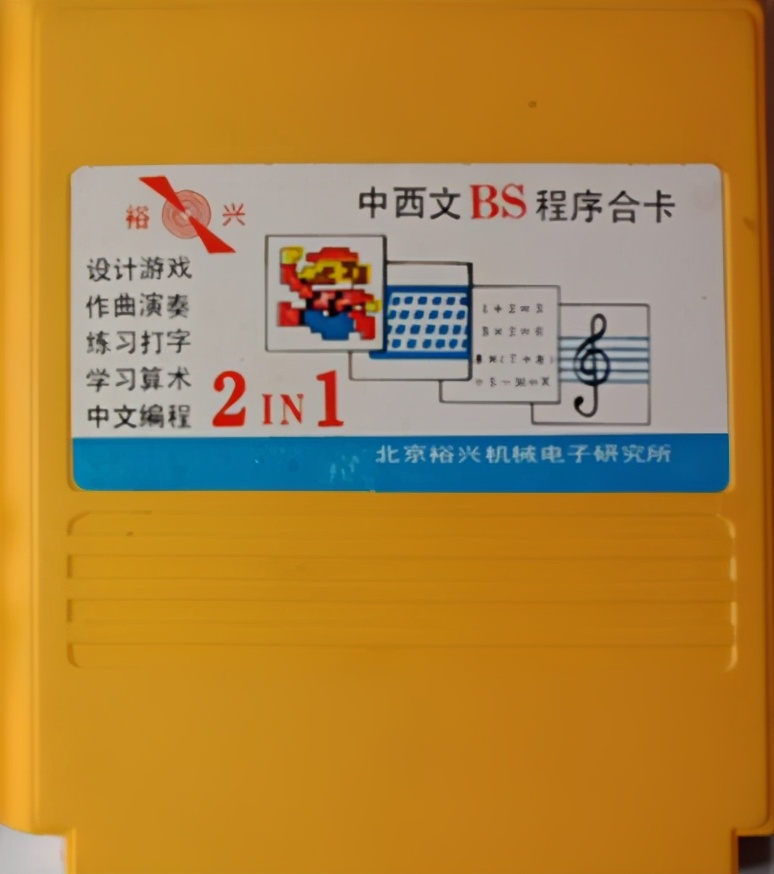 裕兴
中西文BS程序合卡
设计游戏
作曲演奏
练习打字
学习算术
中文编程
2 IN 1
北京裕兴机械电子研究所